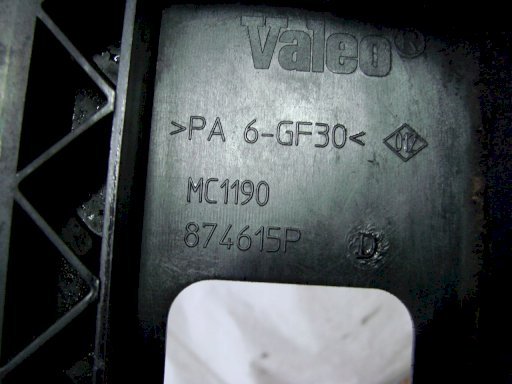 Valeo®
>PA 6-GF30<
MC1190
874615P D